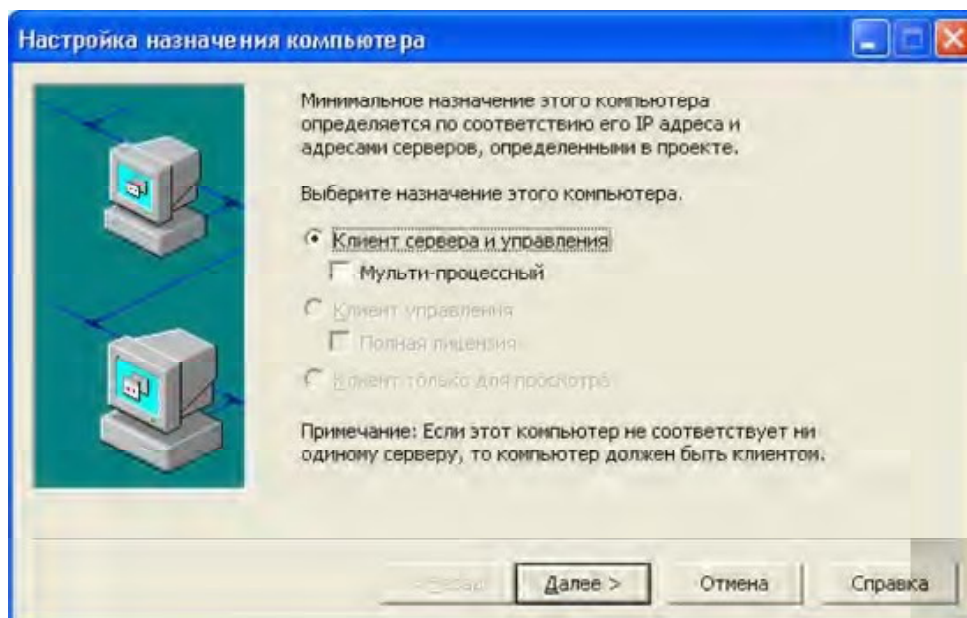 Настройка назначения компьютера
Минимальное назначение этого компьютера
определяется по соответствию его IP адреса и
адресами серверов, определенными в проекте.
Выберите назначение этого компьютера.
Клиент сервера и управления
Мульти-процессный
Клиент управления
Полная лицензия
Клиент только для просмотра
Примечание: Если этот компьютер не соответствует ни
одиному серверу, то компьютер должен быть клиентом.
Далее >
Отмена
Справка